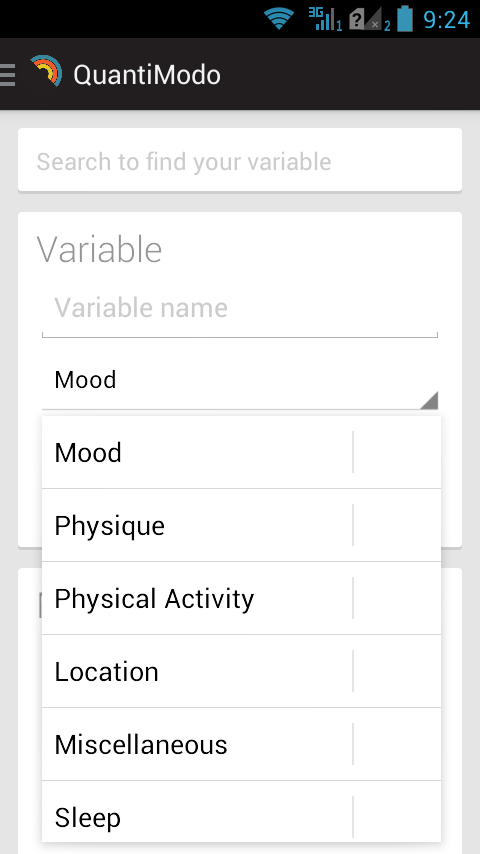 3G 1 ? 2 9:24
QuantiModo
Search to find your variable
Variable
Variable name
Mood
Mood
Physique
Physical Activity
Location
Miscellaneous
Sleep